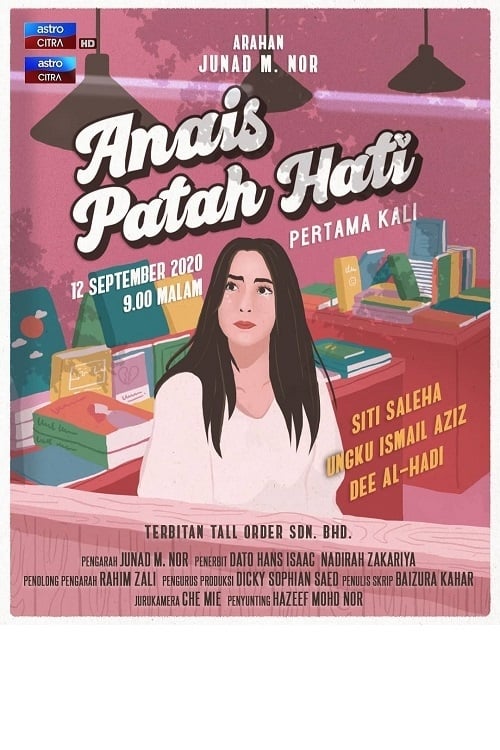 astro
CITRA HD
astro
CITRA
ARAHAN
JUNAD M. NOR
Anais
Patah Hati
PERTAMA KALI
12 SEPTEMBER 2020
9.00 MALAM
SITI SALEHA
UNGKU ISMAIL AZIZ
DEE AL-HADI
TERBITAN TALL ORDER SDN. BHD.
PENGARAH JUNAD M. NOR PENERBIT DATO HANS ISAAC NADIRAH ZAKARIYA
PENOLONG PENGARAH RAHIM ZALI PENGURUS PRODUKSI DICKY SOPHIAN SAED PENULIS SKRIP BAIZURA KAHAR
JURUKAMERA CHE MIE PENYUNTING HAZEEF MOHD NOR